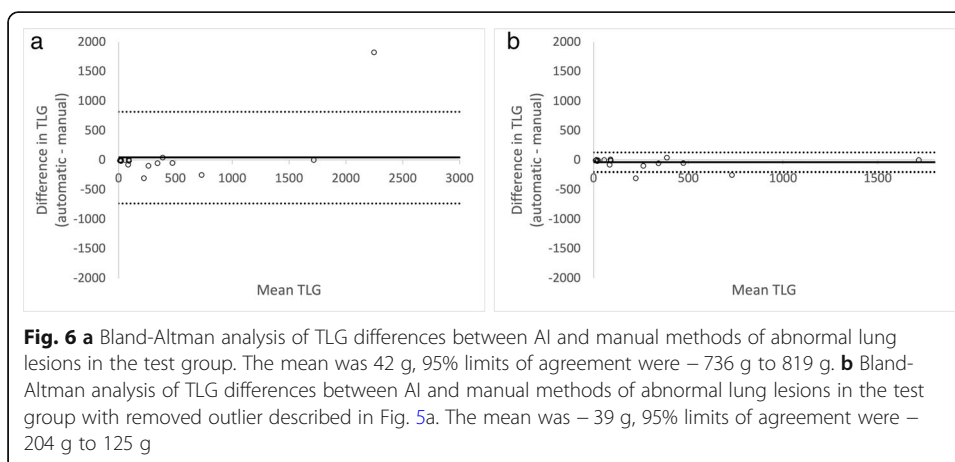 a
2000
1500
1000
500
0
-500
-1000
-1500
-2000
0 500 1000 1500 2000 2500 3000
Difference in TLG
(automatic - manual)
Mean TLG
b
2000
1500
1000
500
0
-500
-1000
-1500
-2000
0 500 1000 1500
Difference in TLG
(automatic - manual)
Mean TLG
Fig. 6 a Bland-Altman analysis of TLG differences between AI and manual methods of abnormal lung
lesions in the test group. The mean was 42 g, 95% limits of agreement were − 736 g to 819 g. b Bland-
Altman analysis of TLG differences between AI and manual methods of abnormal lung lesions in the test
group with removed outlier described in Fig. 5a. The mean was − 39 g, 95% limits of agreement were −
204 g to 125 g